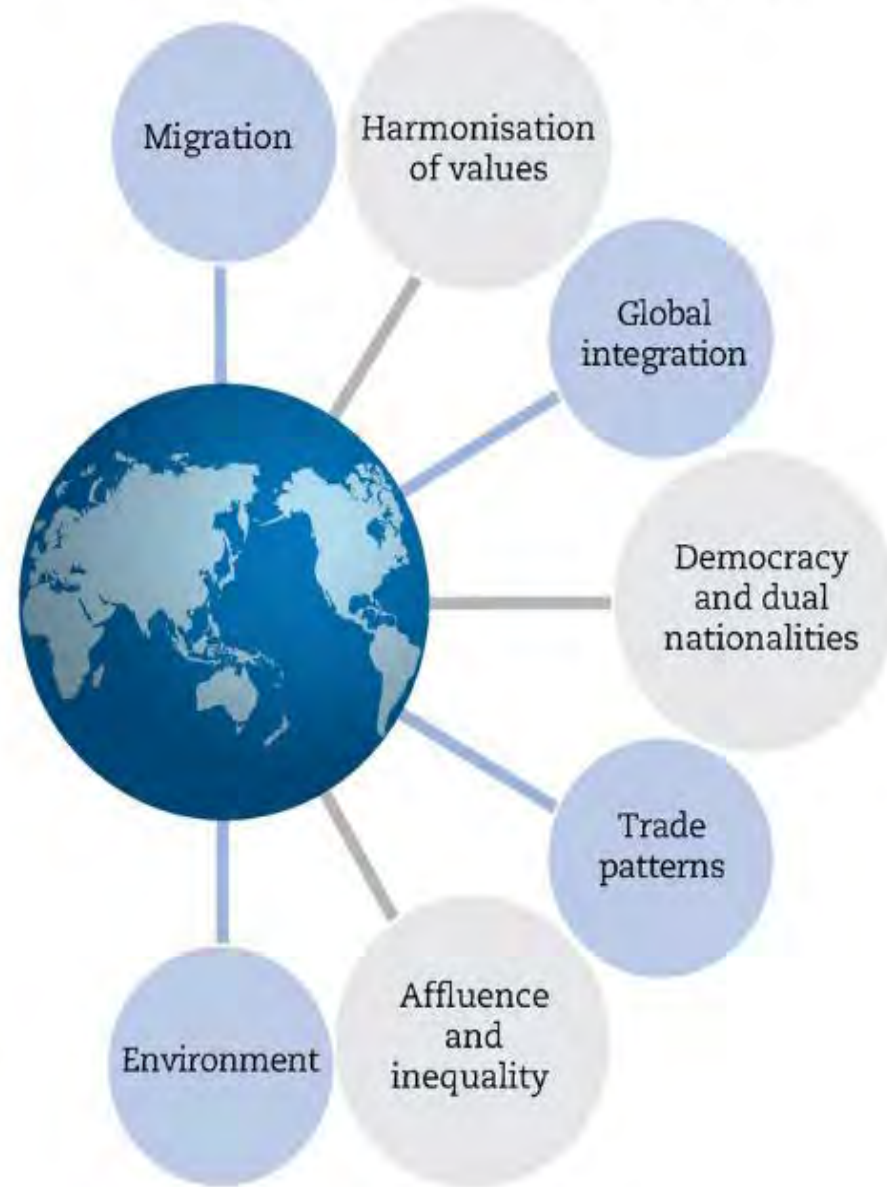 Migration
Harmonisation
of values
Global
integration
Democracy
and dual
nationalities
Trade
patterns
Affluence
and
inequality
Environment